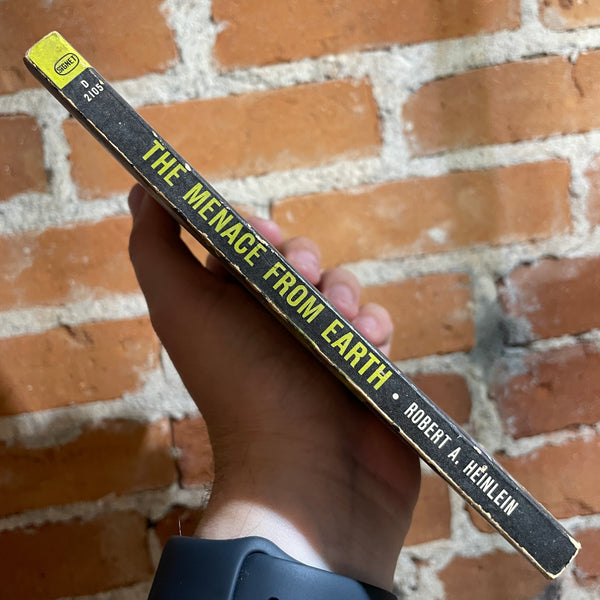 SIGNET
D
2105
THE MENACE FROM EARTH • ROBERT A. HEINLEIN